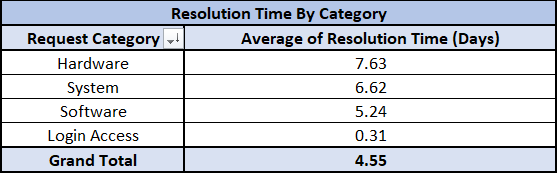 Resolution Time By Category
Request Category Average of Resolution Time (Days)
Hardware 7.63
System 6.62
Software 5.24
Login Access 0.31
Grand Total 4.55